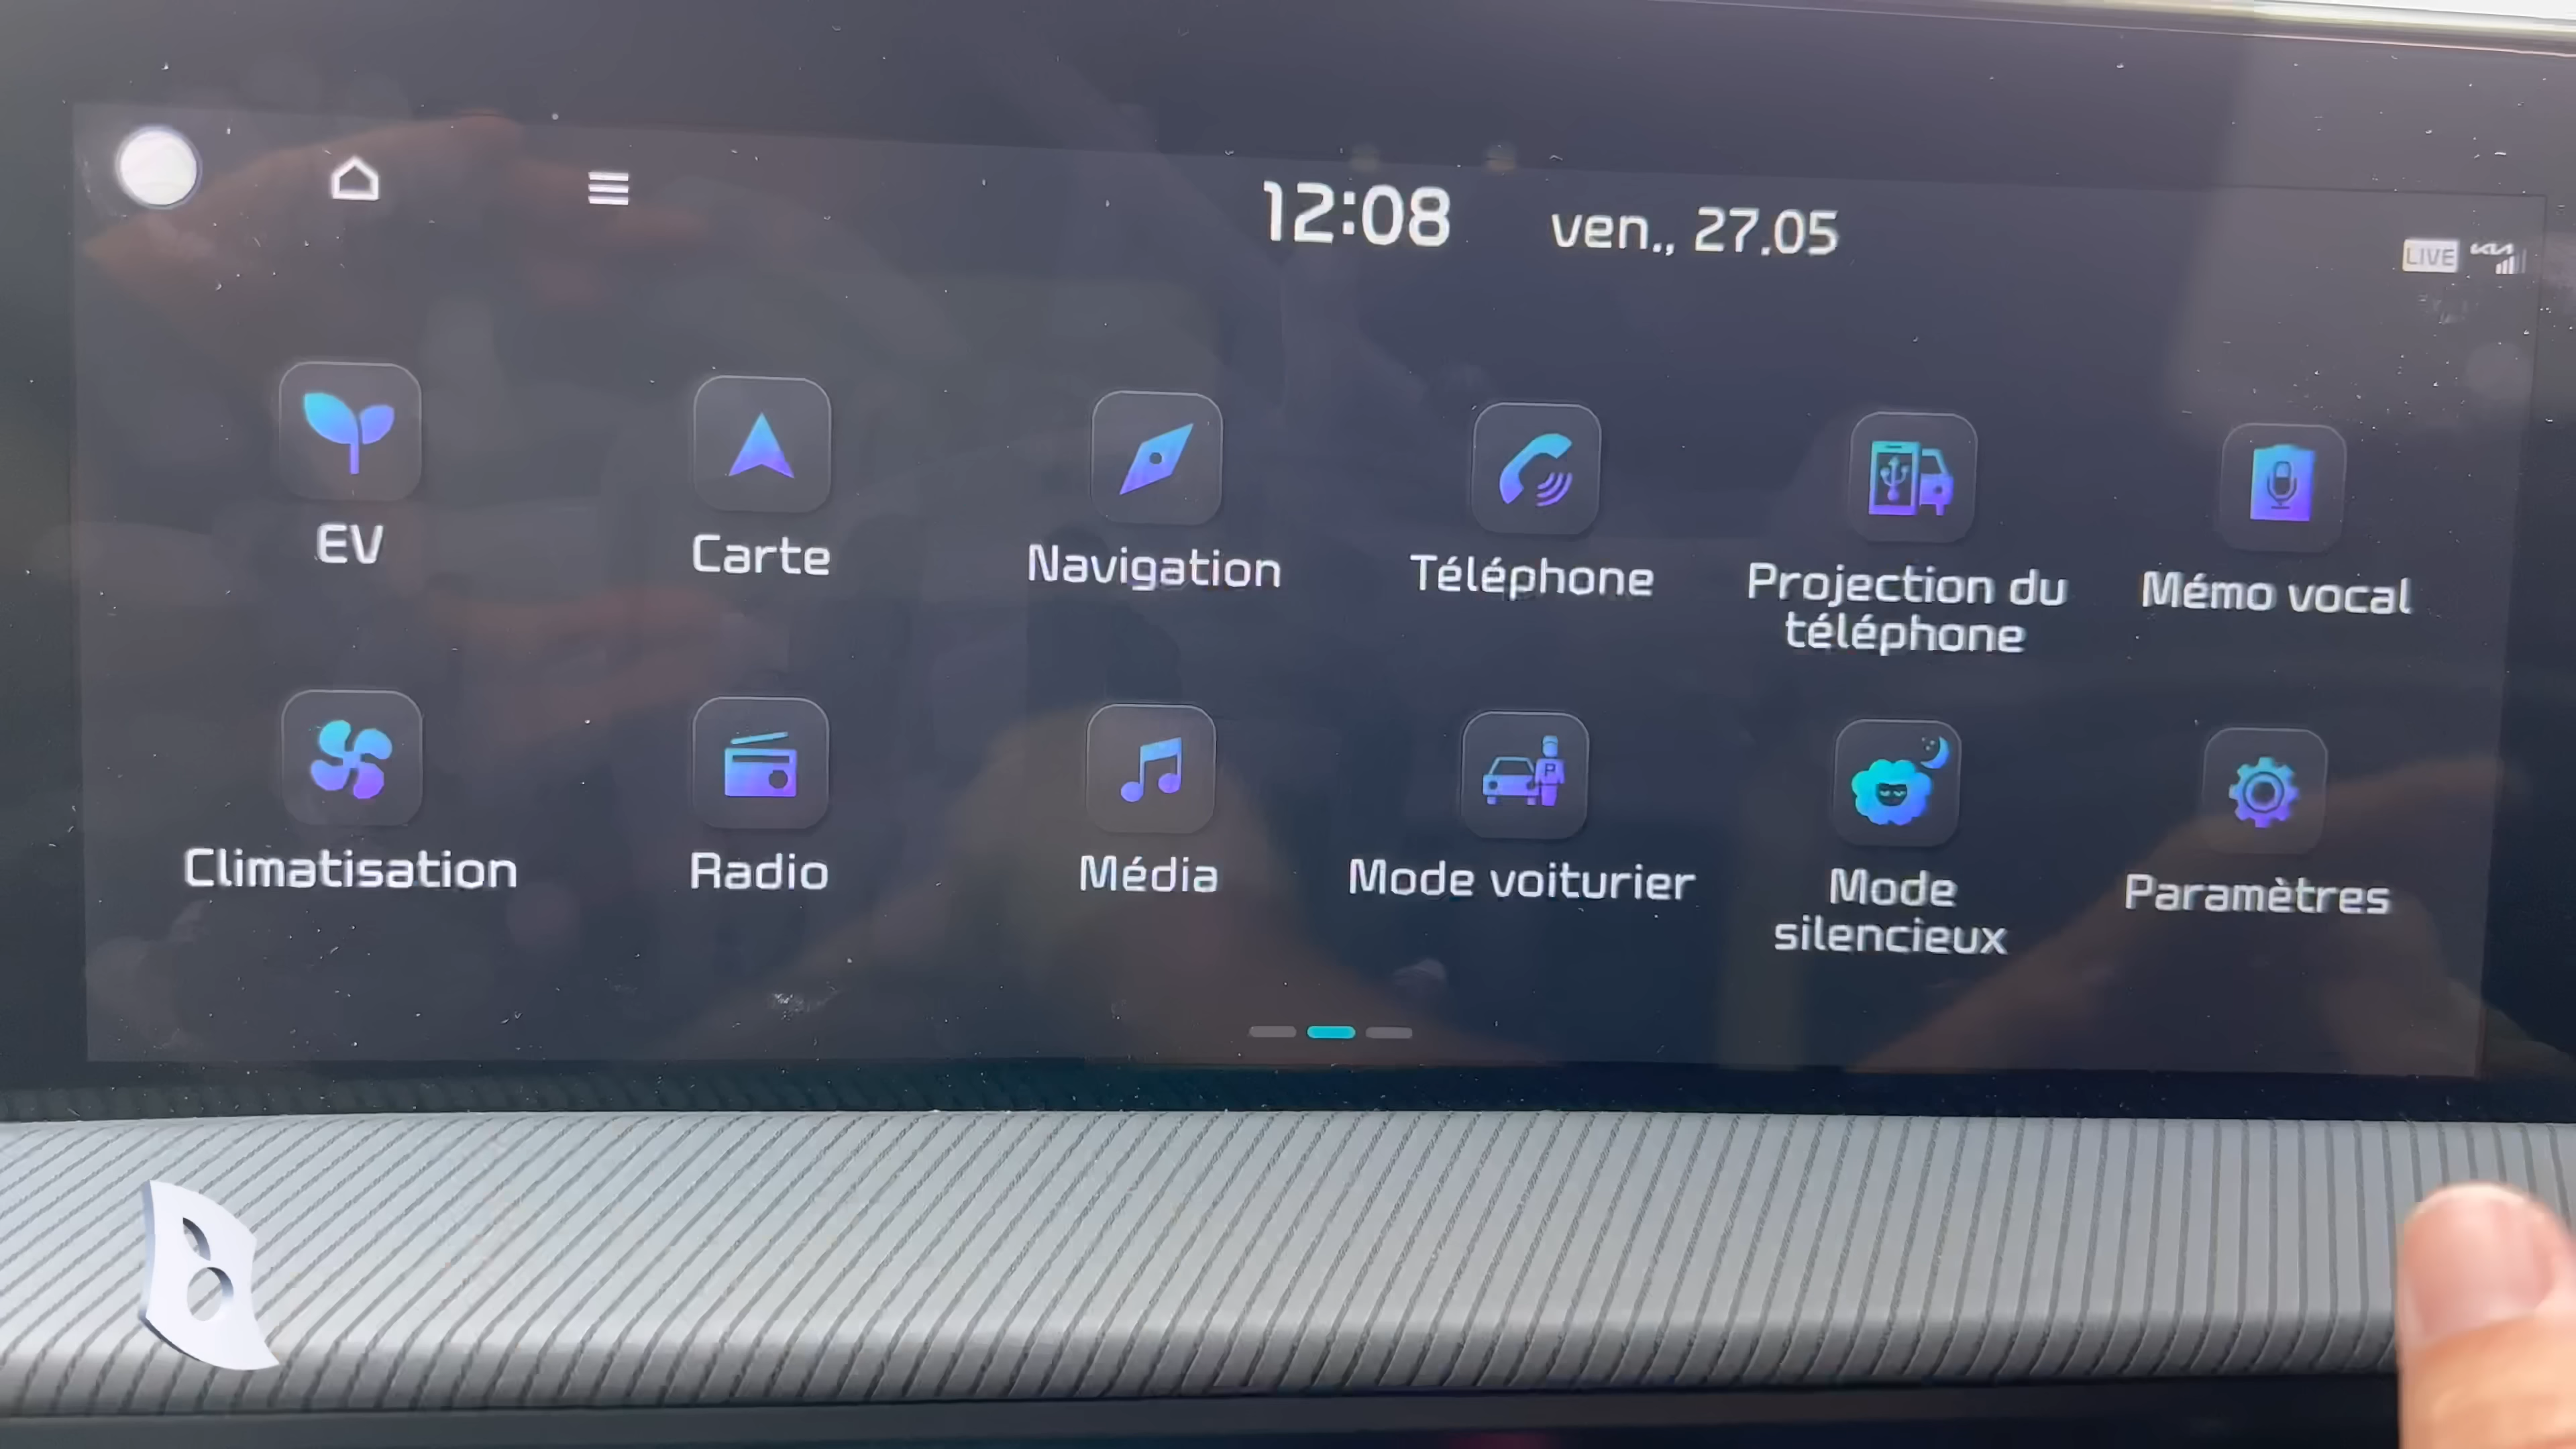 12:08
ven., 27.05
LIVE
KIA
EV
Carte
Navigation
Téléphone
Projection du
téléphone
Mémo vocal
P
Climatisation
Radio
Média
Mode voiturier
Mode
silencieux
Paramètres